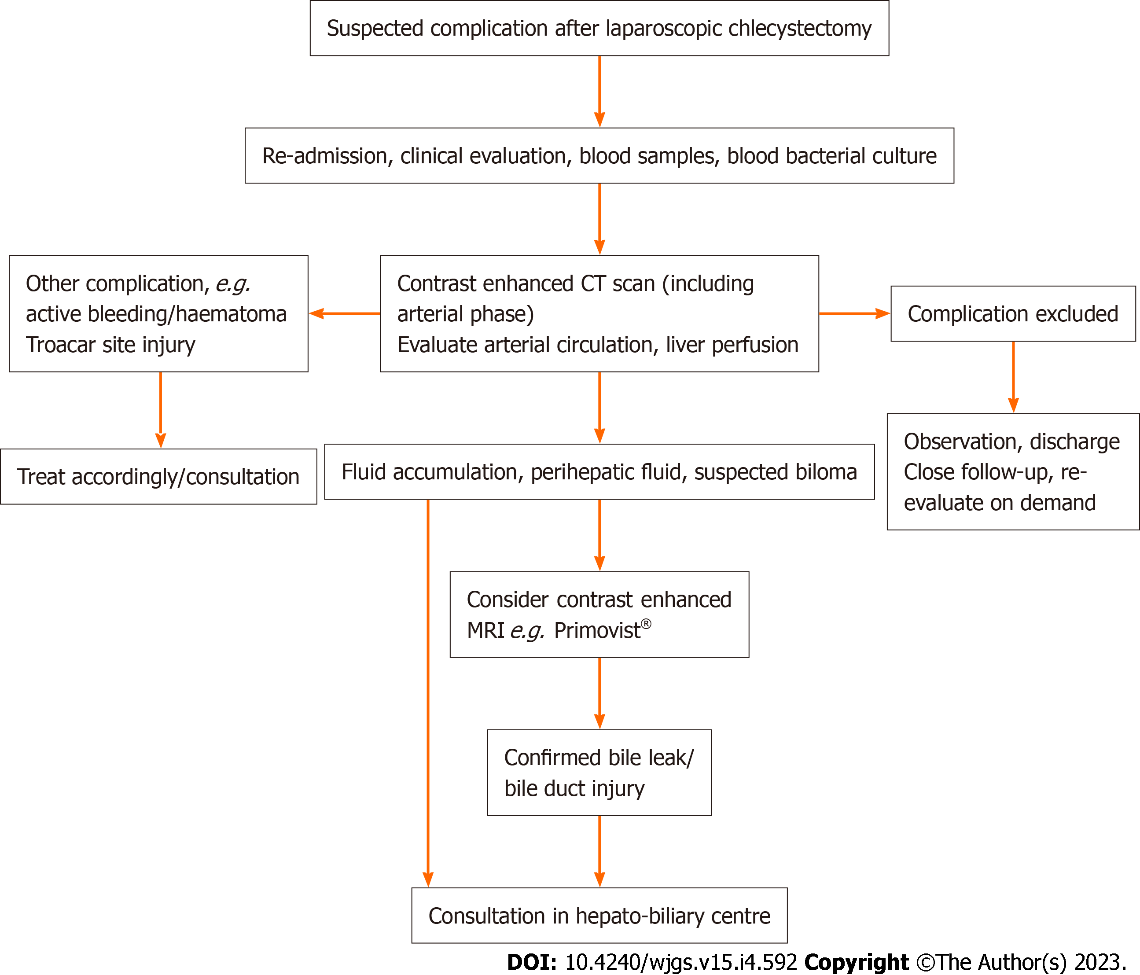 Suspected complication after laparoscopic chlecystectomy
Re-admission, clinical evaluation, blood samples, blood bacterial culture
Other complication, e.g.
active bleeding/haematoma
Troacar site injury
Contrast enhanced CT scan (including
arterial phase)
Evaluate arterial circulation, liver perfusion
Complication excluded
Treat accordingly/consultation
Fluid accumulation, perihepatic fluid, suspected biloma
Observation, discharge
Close follow-up, re-
evaluate on demand
Consider contrast enhanced
MRI e.g. Primovist®
Confirmed bile leak/
bile duct injury
Consultation in hepato-biliary centre
DOI: 10.4240/wjgs.v15.i4.592 Copyright ©The Author(s) 2023.